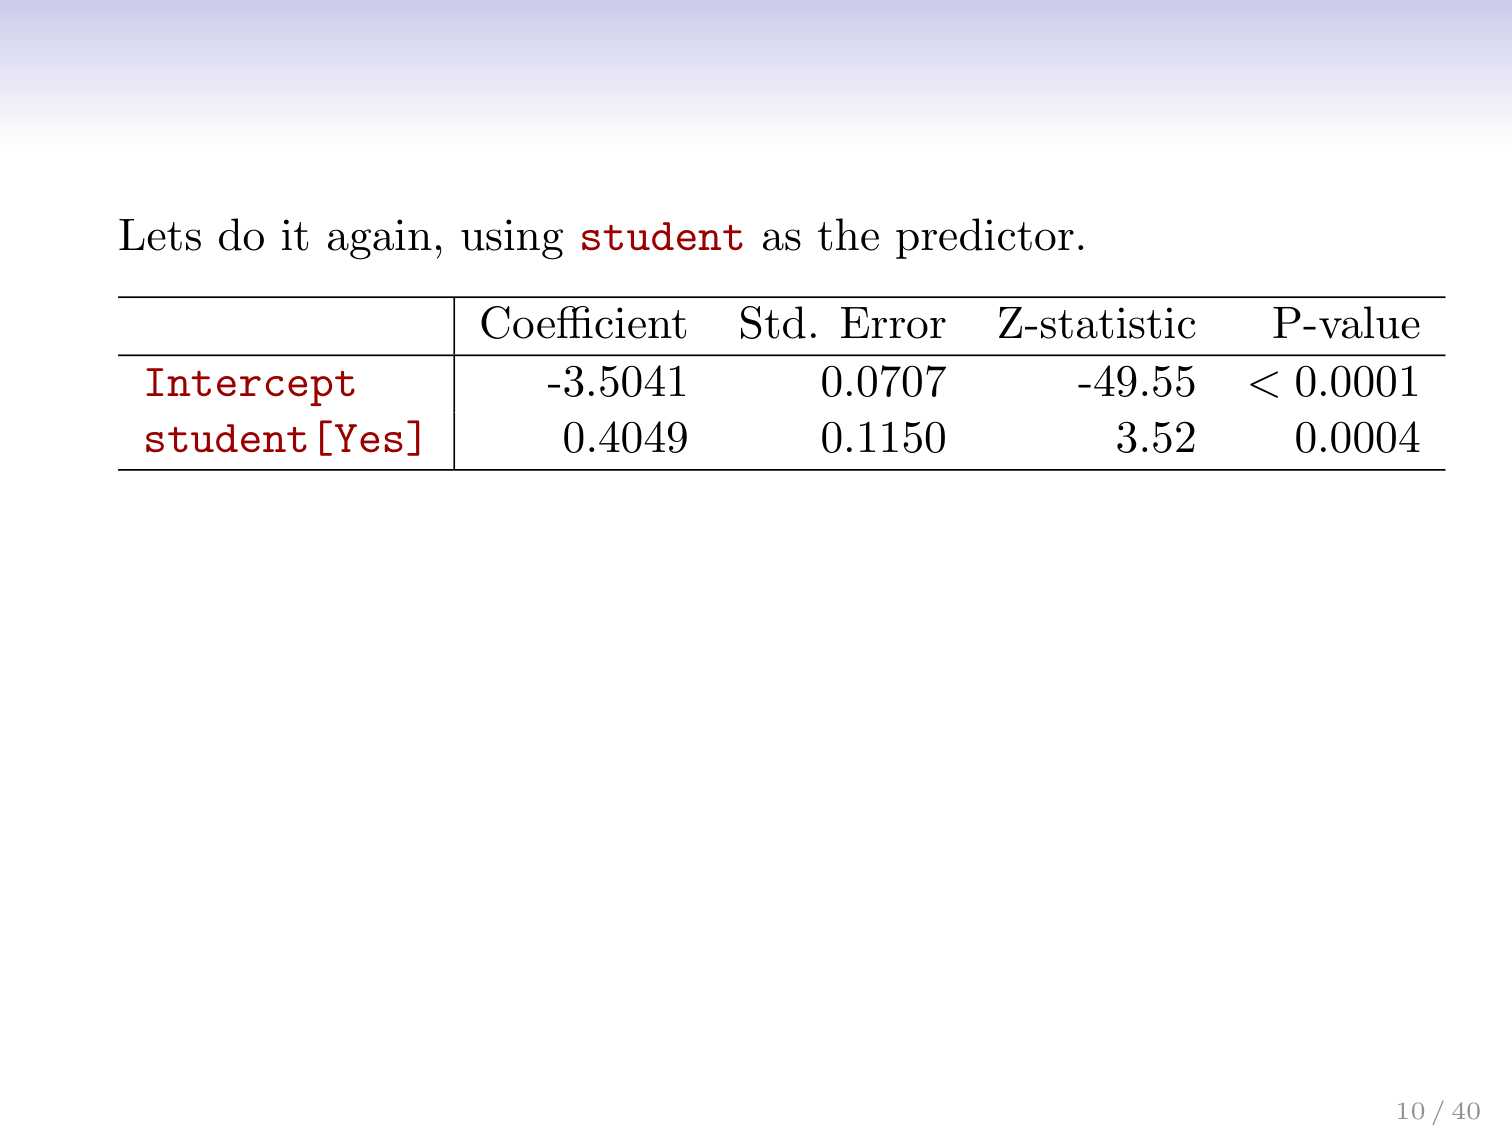 Lets do it again, using student as the predictor.
Coefficient Std. Error Z-statistic P-value
Intercept -3.5041 0.0707 -49.55 < 0.0001
student[Yes] 0.4049 0.1150 3.52 0.0004
10 / 40